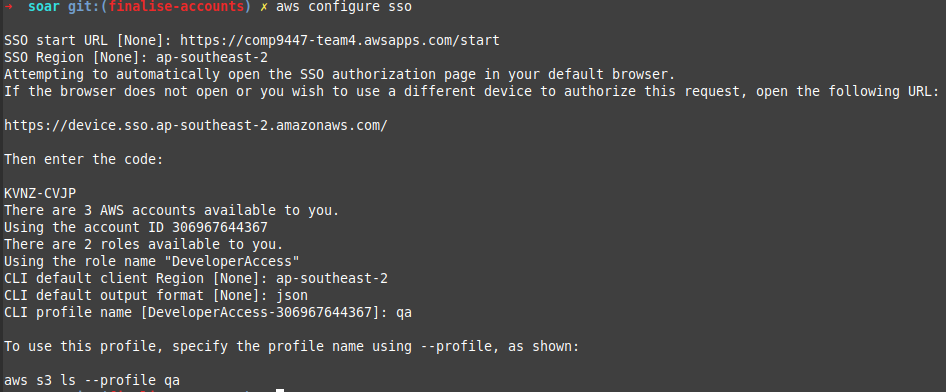 → soar git:(finalise-accounts) ✗ aws configure sso
SSO start URL [None]: https://comp9447-team4.awsapps.com/start
SSO Region [None]: ap-southeast-2
Attempting to automatically open the SSO authorization page in your default browser.
If the browser does not open or you wish to use a different device to authorize this request, open the following URL:
https://device.sso.ap-southeast-2.amazonaws.com/
Then enter the code:
KVNZ-CVJP
There are 3 AWS accounts available to you.
Using the account ID 306967644367
There are 2 roles available to you.
Using the role name "DeveloperAccess"
CLI default client Region [None]: ap-southeast-2
CLI default output format [None]: json
CLI profile name [DeveloperAccess-306967644367]: qa
To use this profile, specify the profile name using --profile, as shown:
aws s3 ls --profile qa